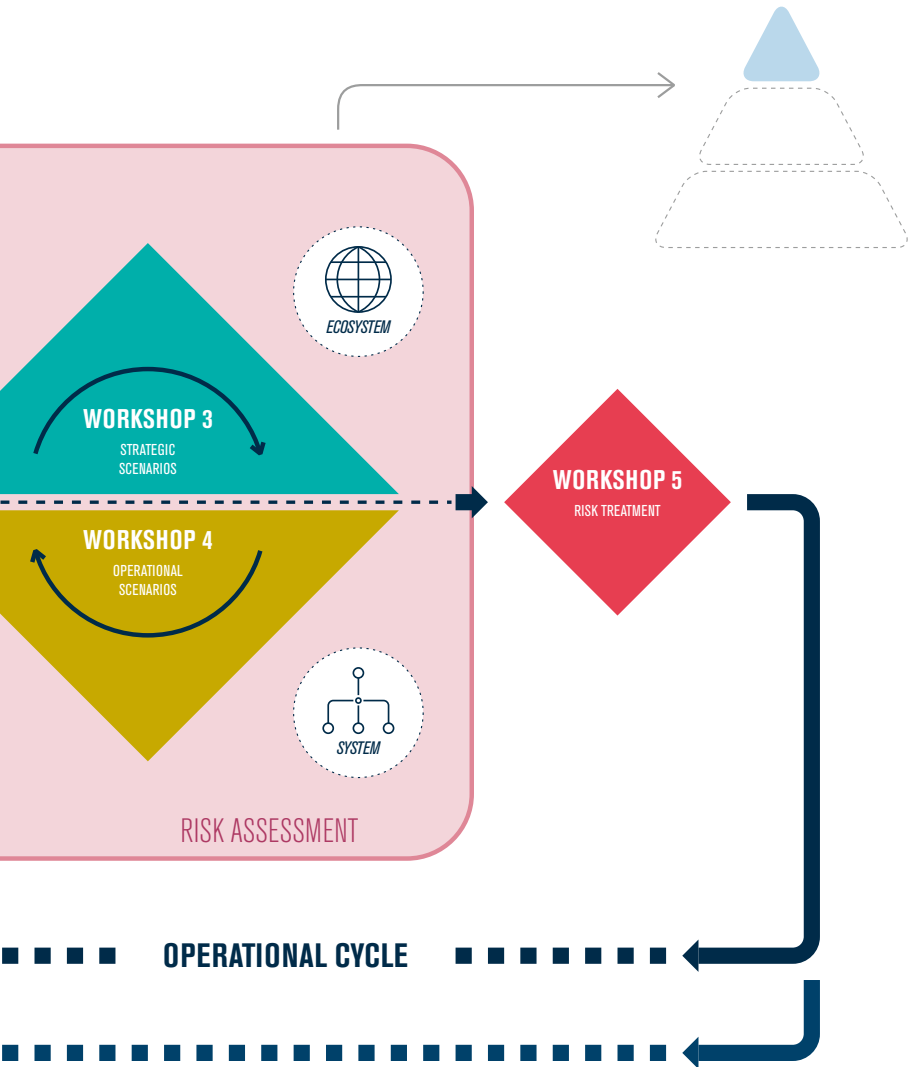 ECOSYSTEM
WORKSHOP 3
STRATEGIC
SCENARIOS
WORKSHOP 4
OPERATIONAL
SCENARIOS
WORKSHOP 5
RISK TREATMENT
SYSTEM
RISK ASSESSMENT
OPERATIONAL CYCLE